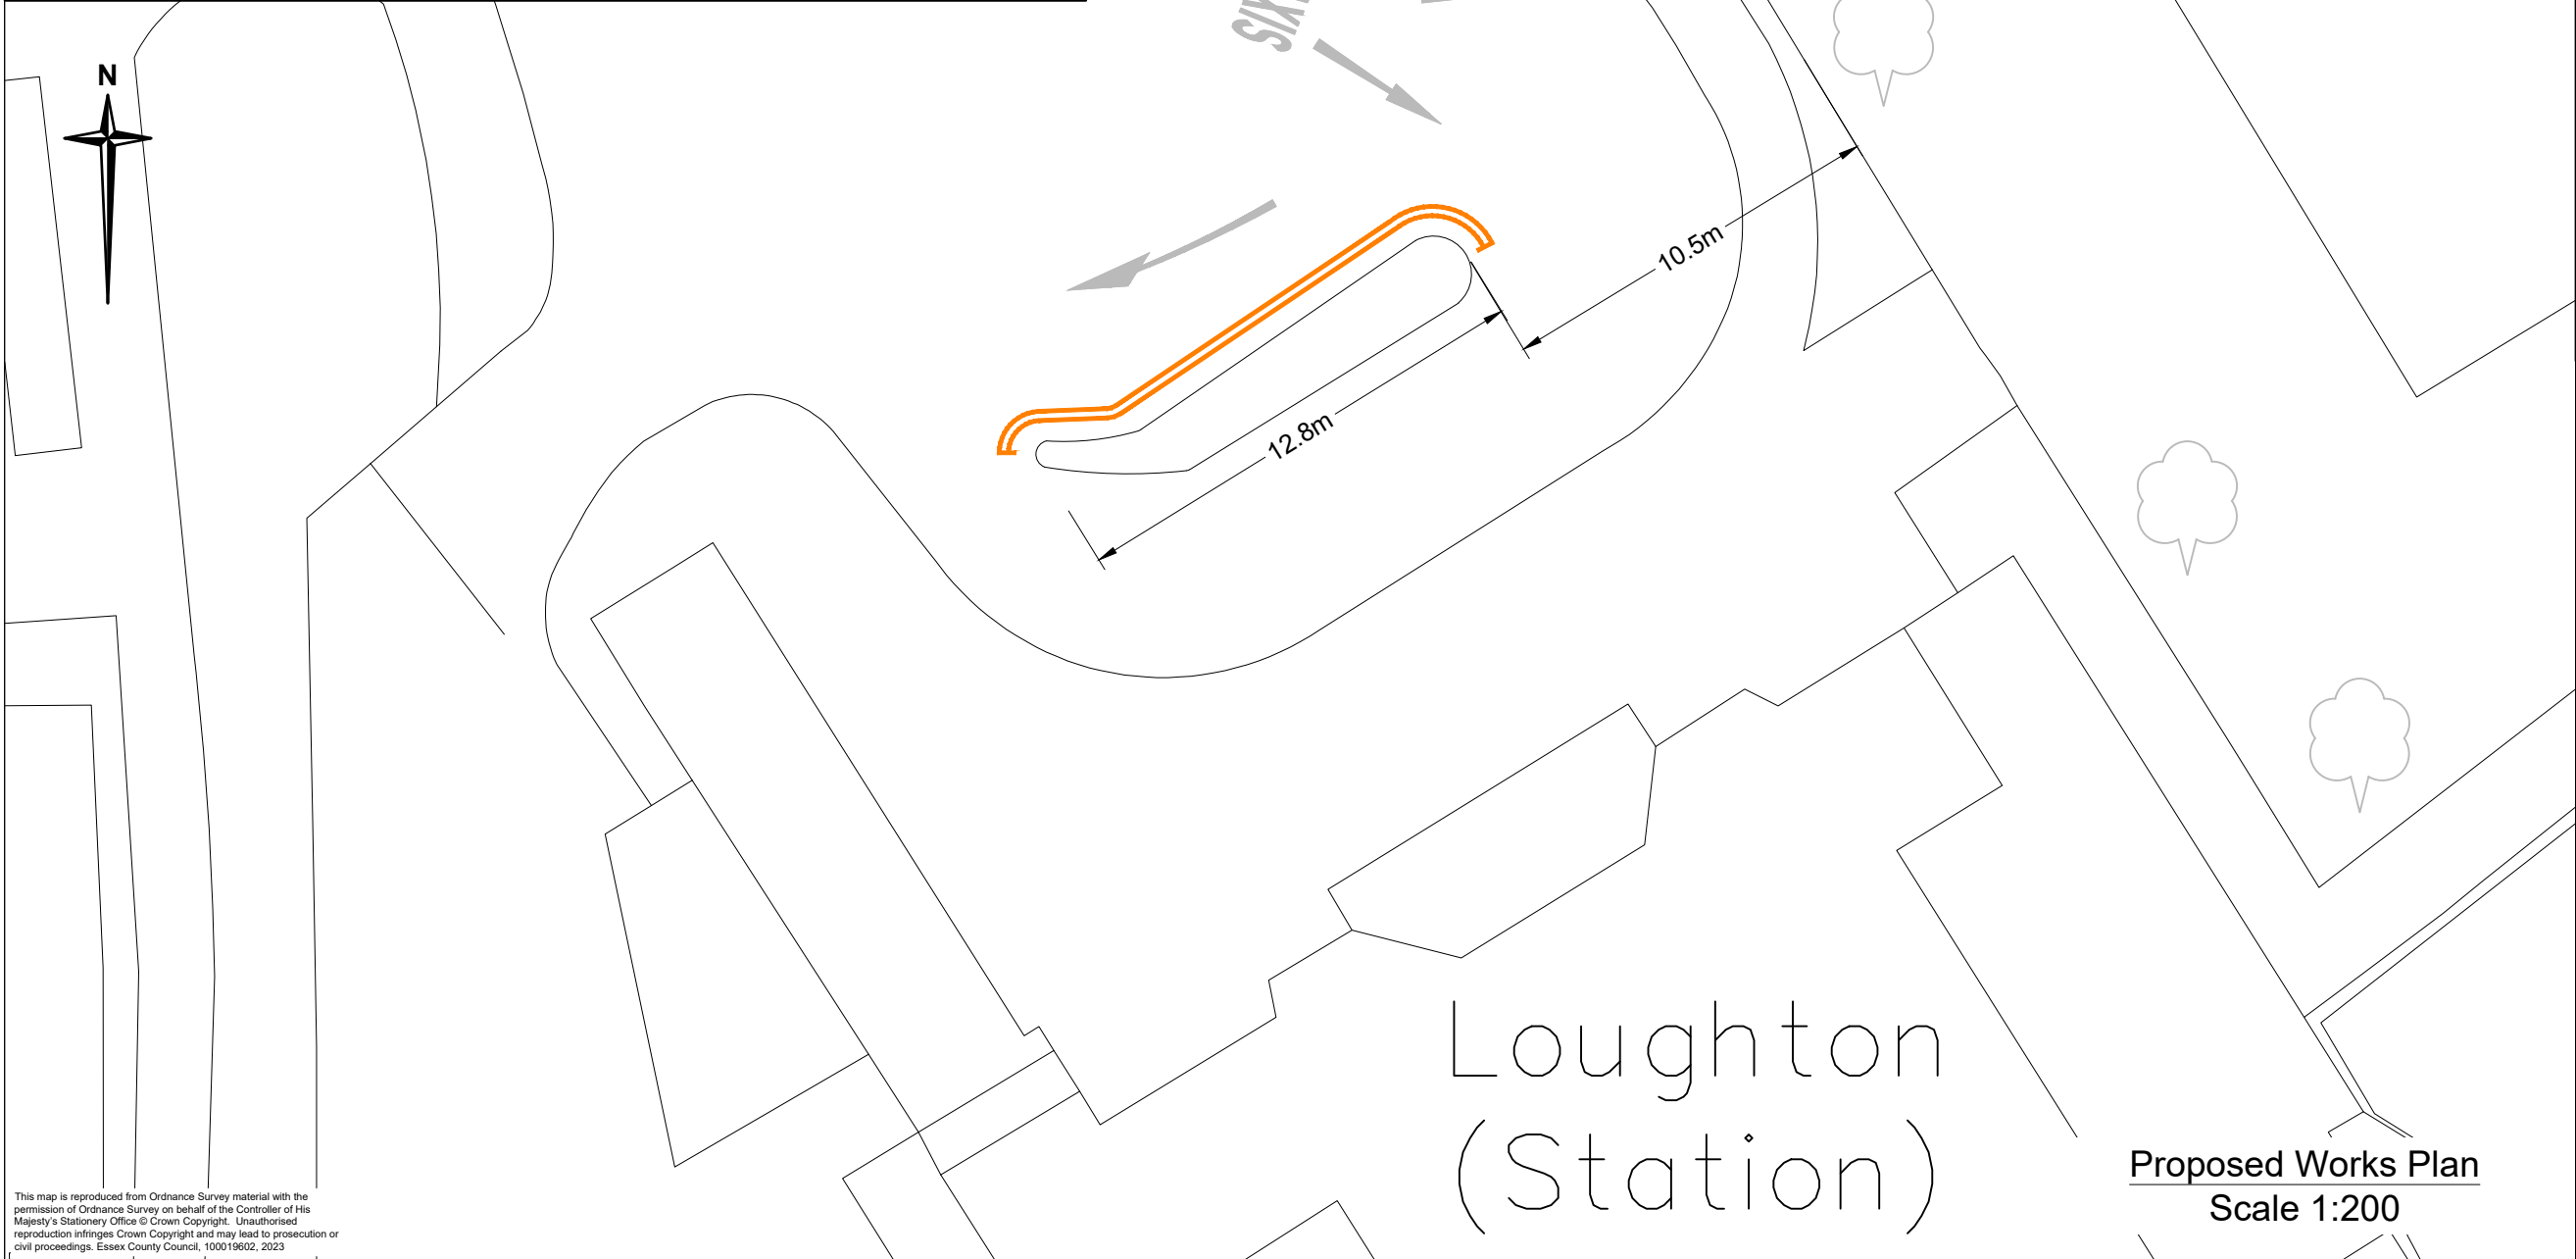 N
10.5m
12.8m
Loughton
(Station)
Proposed Works Plan
Scale 1:200
This map is reproduced from Ordnance Survey material with the
permission of Ordnance Survey on behalf of the Controller of His
Majesty's Stationery Office © Crown Copyright. Unauthorised
reproduction infringes Crown Copyright and may lead to prosecution or
civil proceedings. Essex County Council, 100019602, 2023